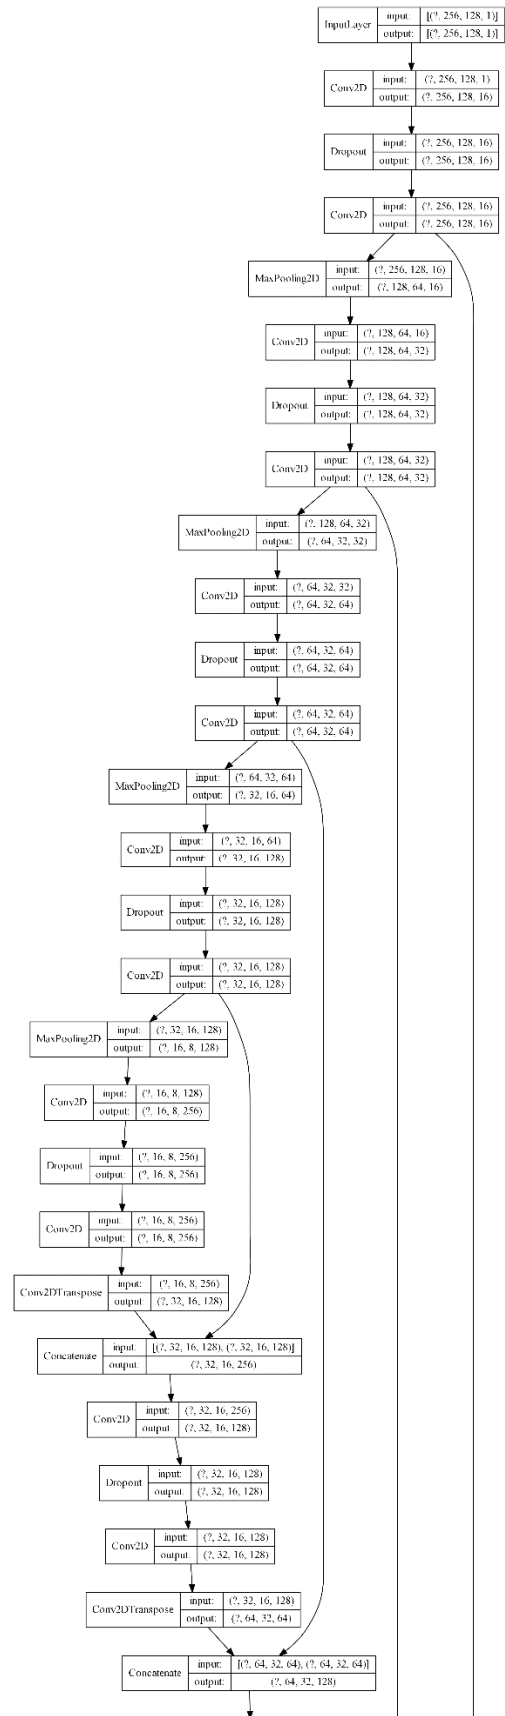 InputLayer input: [(?, 256, 128, 1)]
output: [(?, 256, 128, 1)]
Conv2D input: (?, 256, 128, 1)
output: (?, 256, 128, 16)
Dropout input: (?, 256, 128, 16)
output: (?, 256, 128, 16)
Conv2D input: (?, 256, 128, 16)
output: (?, 256, 128, 16)
MaxPooling2D input: (?, 256, 128, 16)
output: (?, 128, 64, 16)
Conv2D input: (?, 128, 64, 16)
output: (?, 128, 64, 32)
Dropout input: (?, 128, 64, 32)
output: (?, 128, 64, 32)
Conv2D input: (?, 128, 64, 32)
output: (?, 128, 64, 32)
MaxPooling2D input: (?, 128, 64, 32)
output: (?, 64, 32, 32)
Conv2D input: (?, 64, 32, 32)
output: (?, 64, 32, 64)
Dropout input: (?, 64, 32, 64)
output: (?, 64, 32, 64)
Conv2D input: (?, 64, 32, 64)
output: (?, 64, 32, 64)
MaxPooling2D input: (?, 64, 32, 64)
output: (?, 32, 16, 64)
Conv2D input: (?, 32, 16, 64)
output: (?, 32, 16, 128)
Dropout input: (?, 32, 16, 128)
output: (?, 32, 16, 128)
Conv2D input: (?, 32, 16, 128)
output: (?, 32, 16, 128)
MaxPooling2D input: (?, 32, 16, 128)
output: (?, 16, 8, 128)
Conv2D input: (?, 16, 8, 128)
output: (?, 16, 8, 256)
Dropout input: (?, 16, 8, 256)
output: (?, 16, 8, 256)
Conv2D input: (?, 16, 8, 256)
output: (?, 16, 8, 256)
Conv2DTranspose input: (?, 16, 8, 256)
output: (?, 32, 16, 128)
Concatenate input: [(?, 32, 16, 128), (?, 32, 16, 128)]
output: (?, 32, 16, 256)
Conv2D input: (?, 32, 16, 256)
output: (?, 32, 16, 128)
Dropout input: (?, 32, 16, 128)
output: (?, 32, 16, 128)
Conv2D input: (?, 32, 16, 128)
output: (?, 32, 16, 128)
Conv2DTranspose input: (?, 32, 16, 128)
output: (?, 64, 32, 64)
Concatenate input: [(?, 64, 32, 64), (?, 64, 32, 64)]
output: (?, 64, 32, 128)